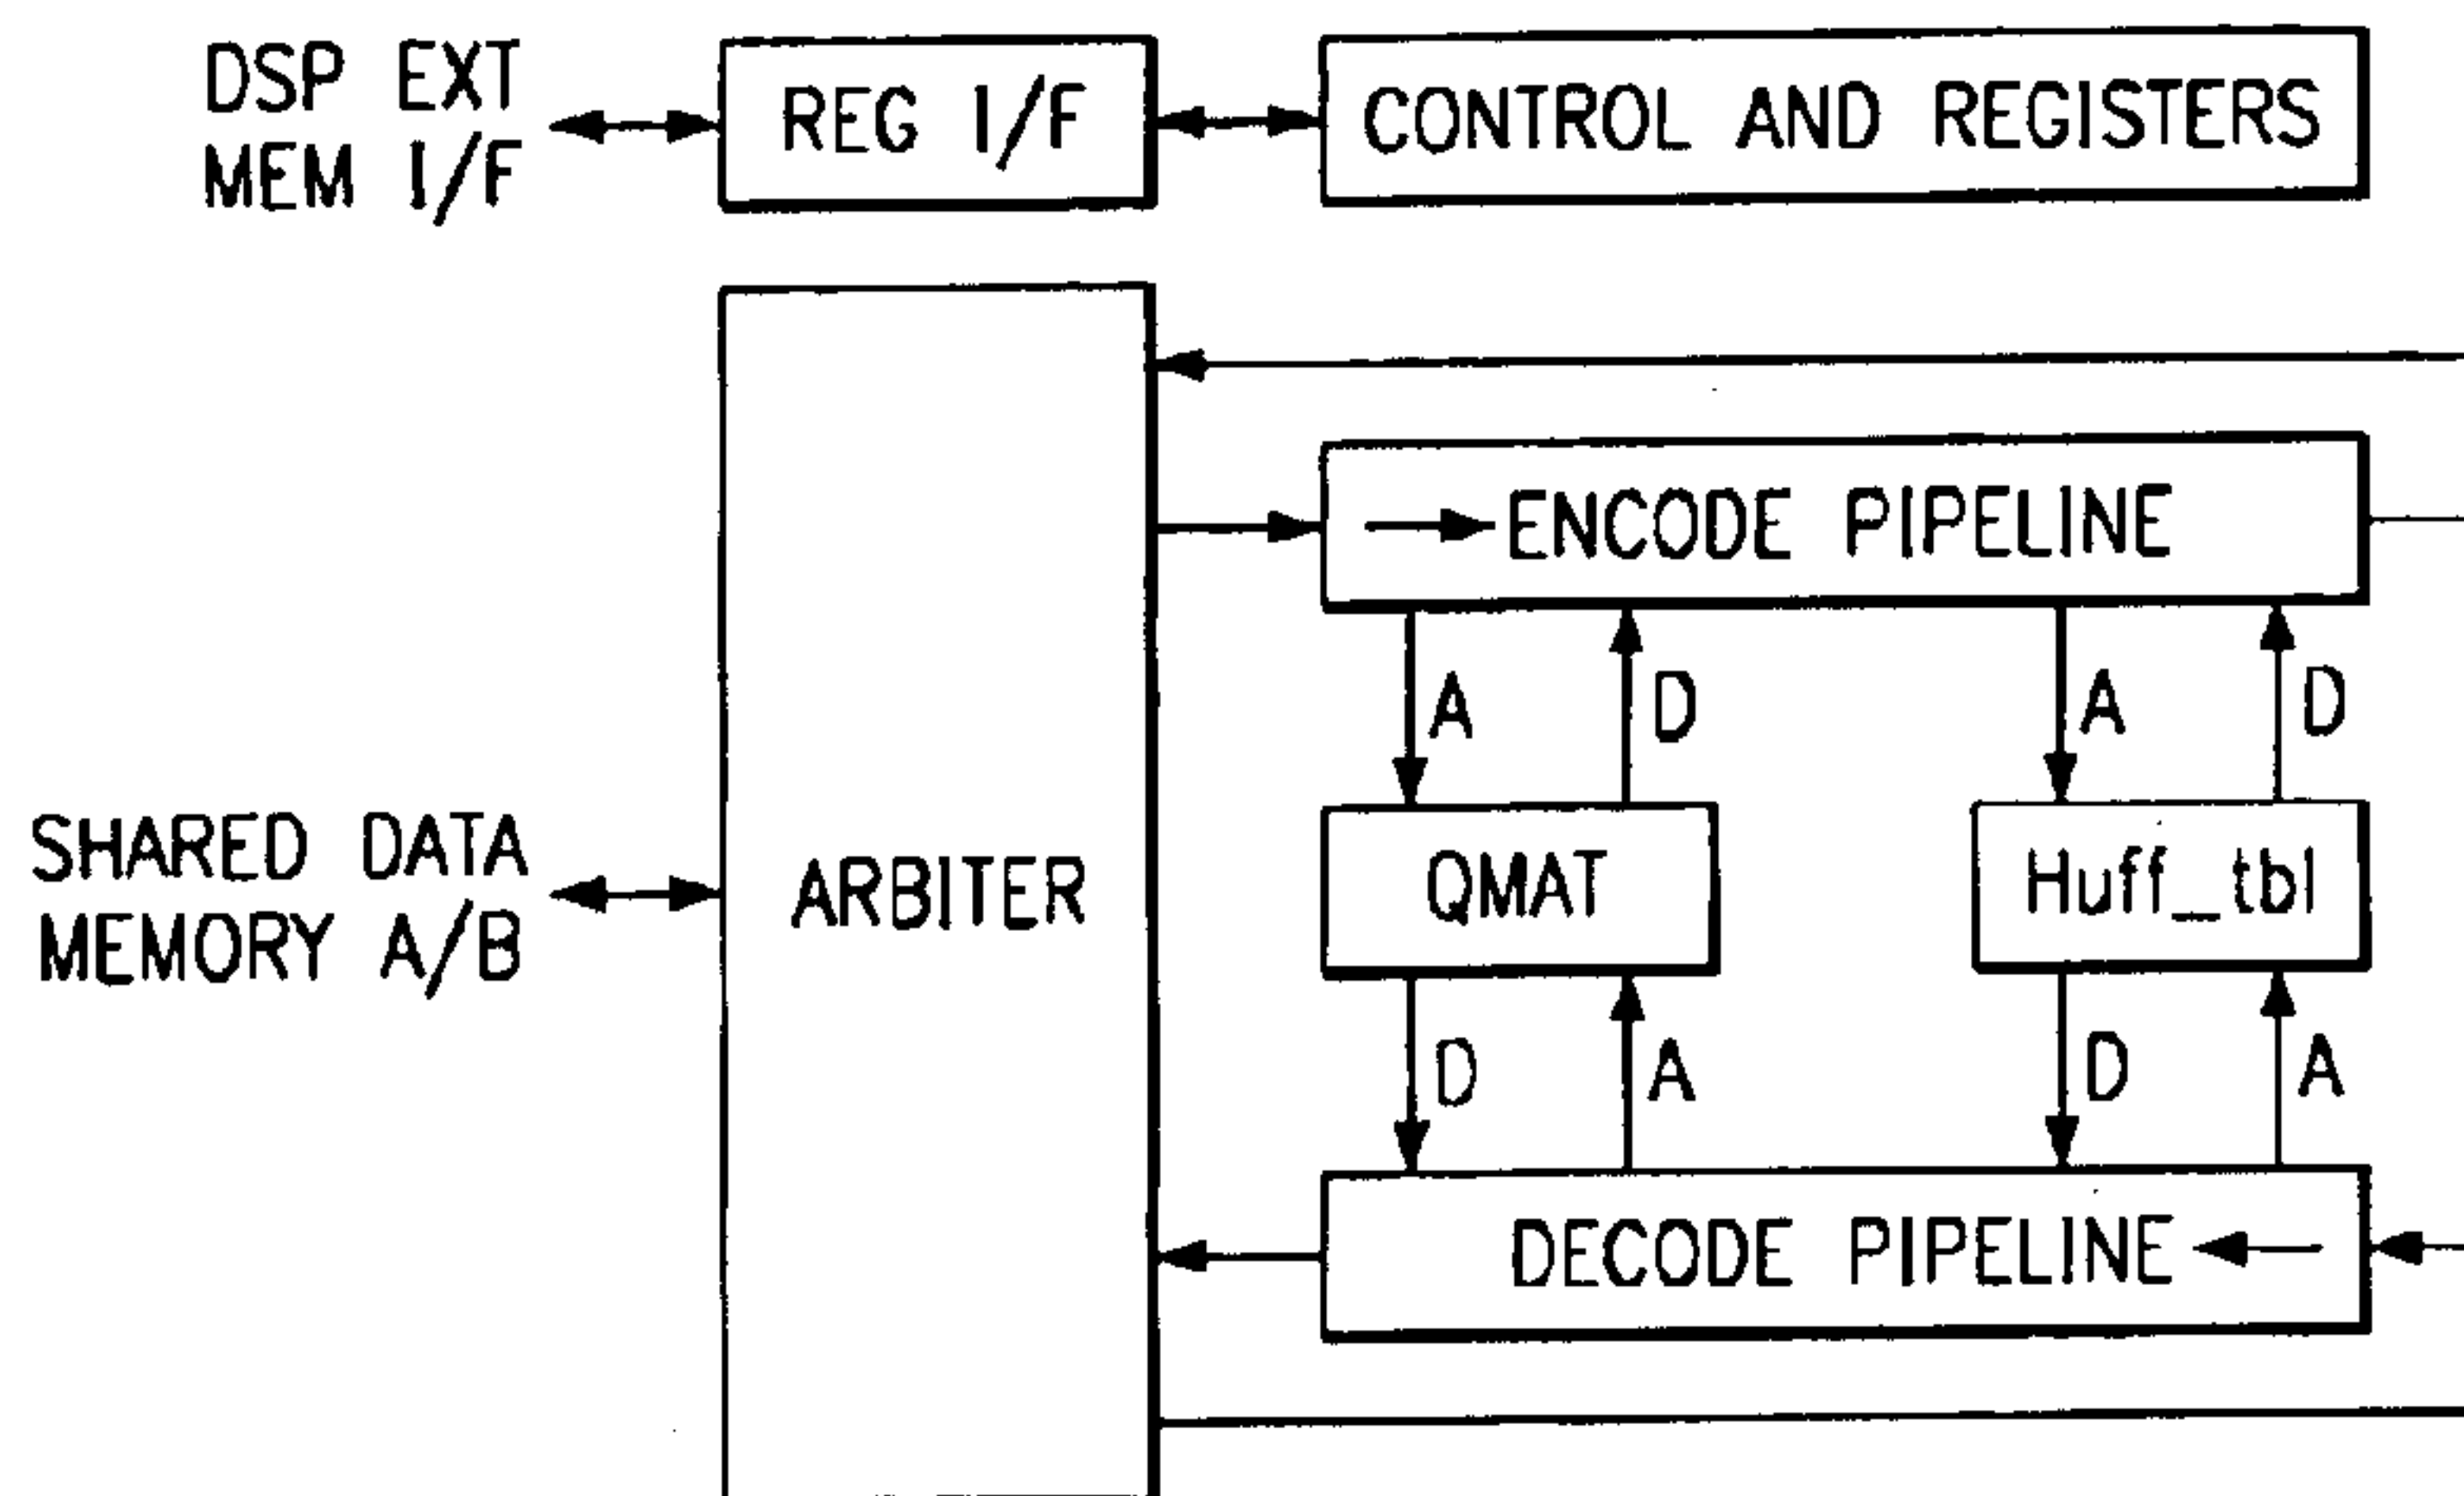 DSP EXT
MEM I/F
REG I/F
CONTROL AND REGISTERS
ENCODE PIPELINE
A
D
A
D
SHARED DATA
MEMORY A/B
ARBITER
QMAT
Huff_tbl
D
A
D
A
DECODE PIPELINE